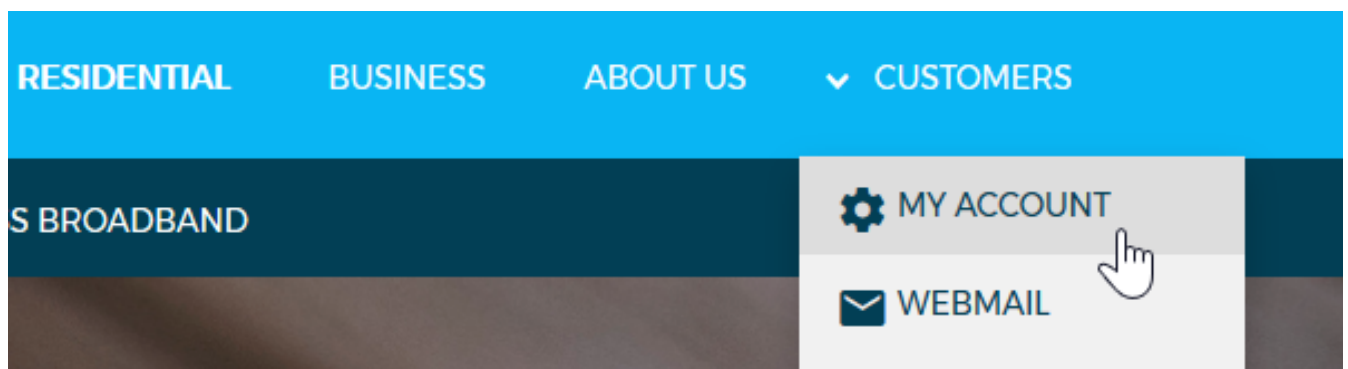 RESIDENTIAL BUSINESS ABOUT US CUSTOMERS
S BROADBAND
MY ACCOUNT
WEBMAIL